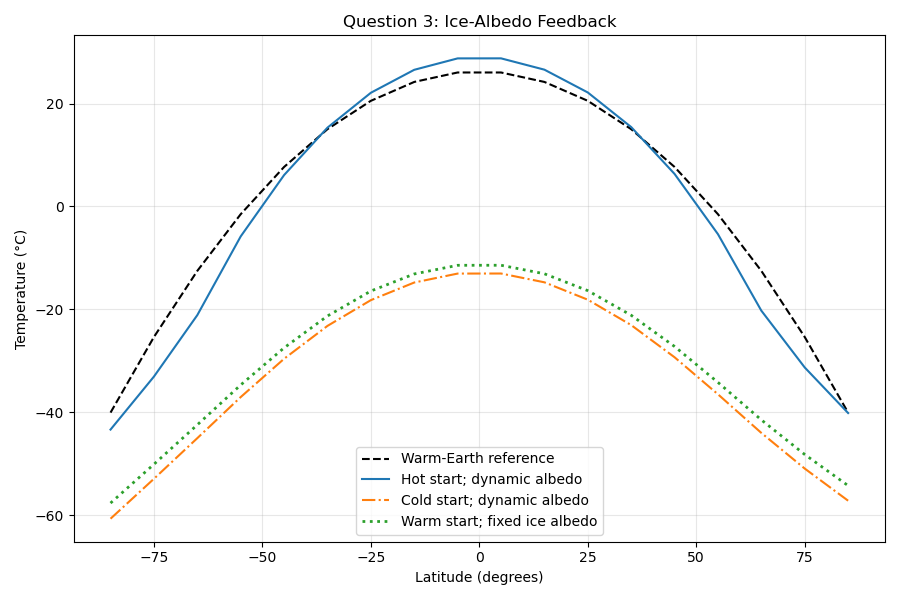 Question 3: Ice-Albedo Feedback
Temperature (°C)
20
0
−20
−40
−60
Warm-Earth reference
Hot start; dynamic albedo
Cold start; dynamic albedo
Warm start; fixed ice albedo
−75
−50
−25
0
25
50
75
Latitude (degrees)